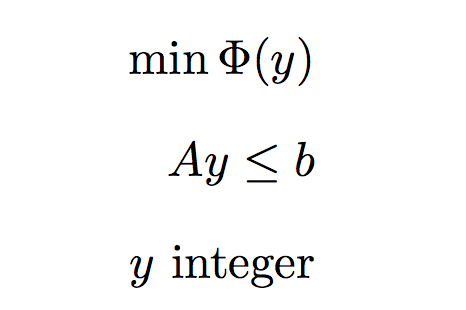 min Φ(y)
Ay ≤ b
y integer